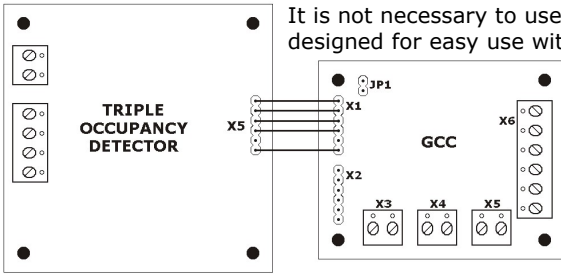 It is not necessary to use
designed for easy use wit
JP1
X1
TRIPLE
OCCUPANCY
DETECTOR
X5
X6
GCC
X2
X3 X4 X5